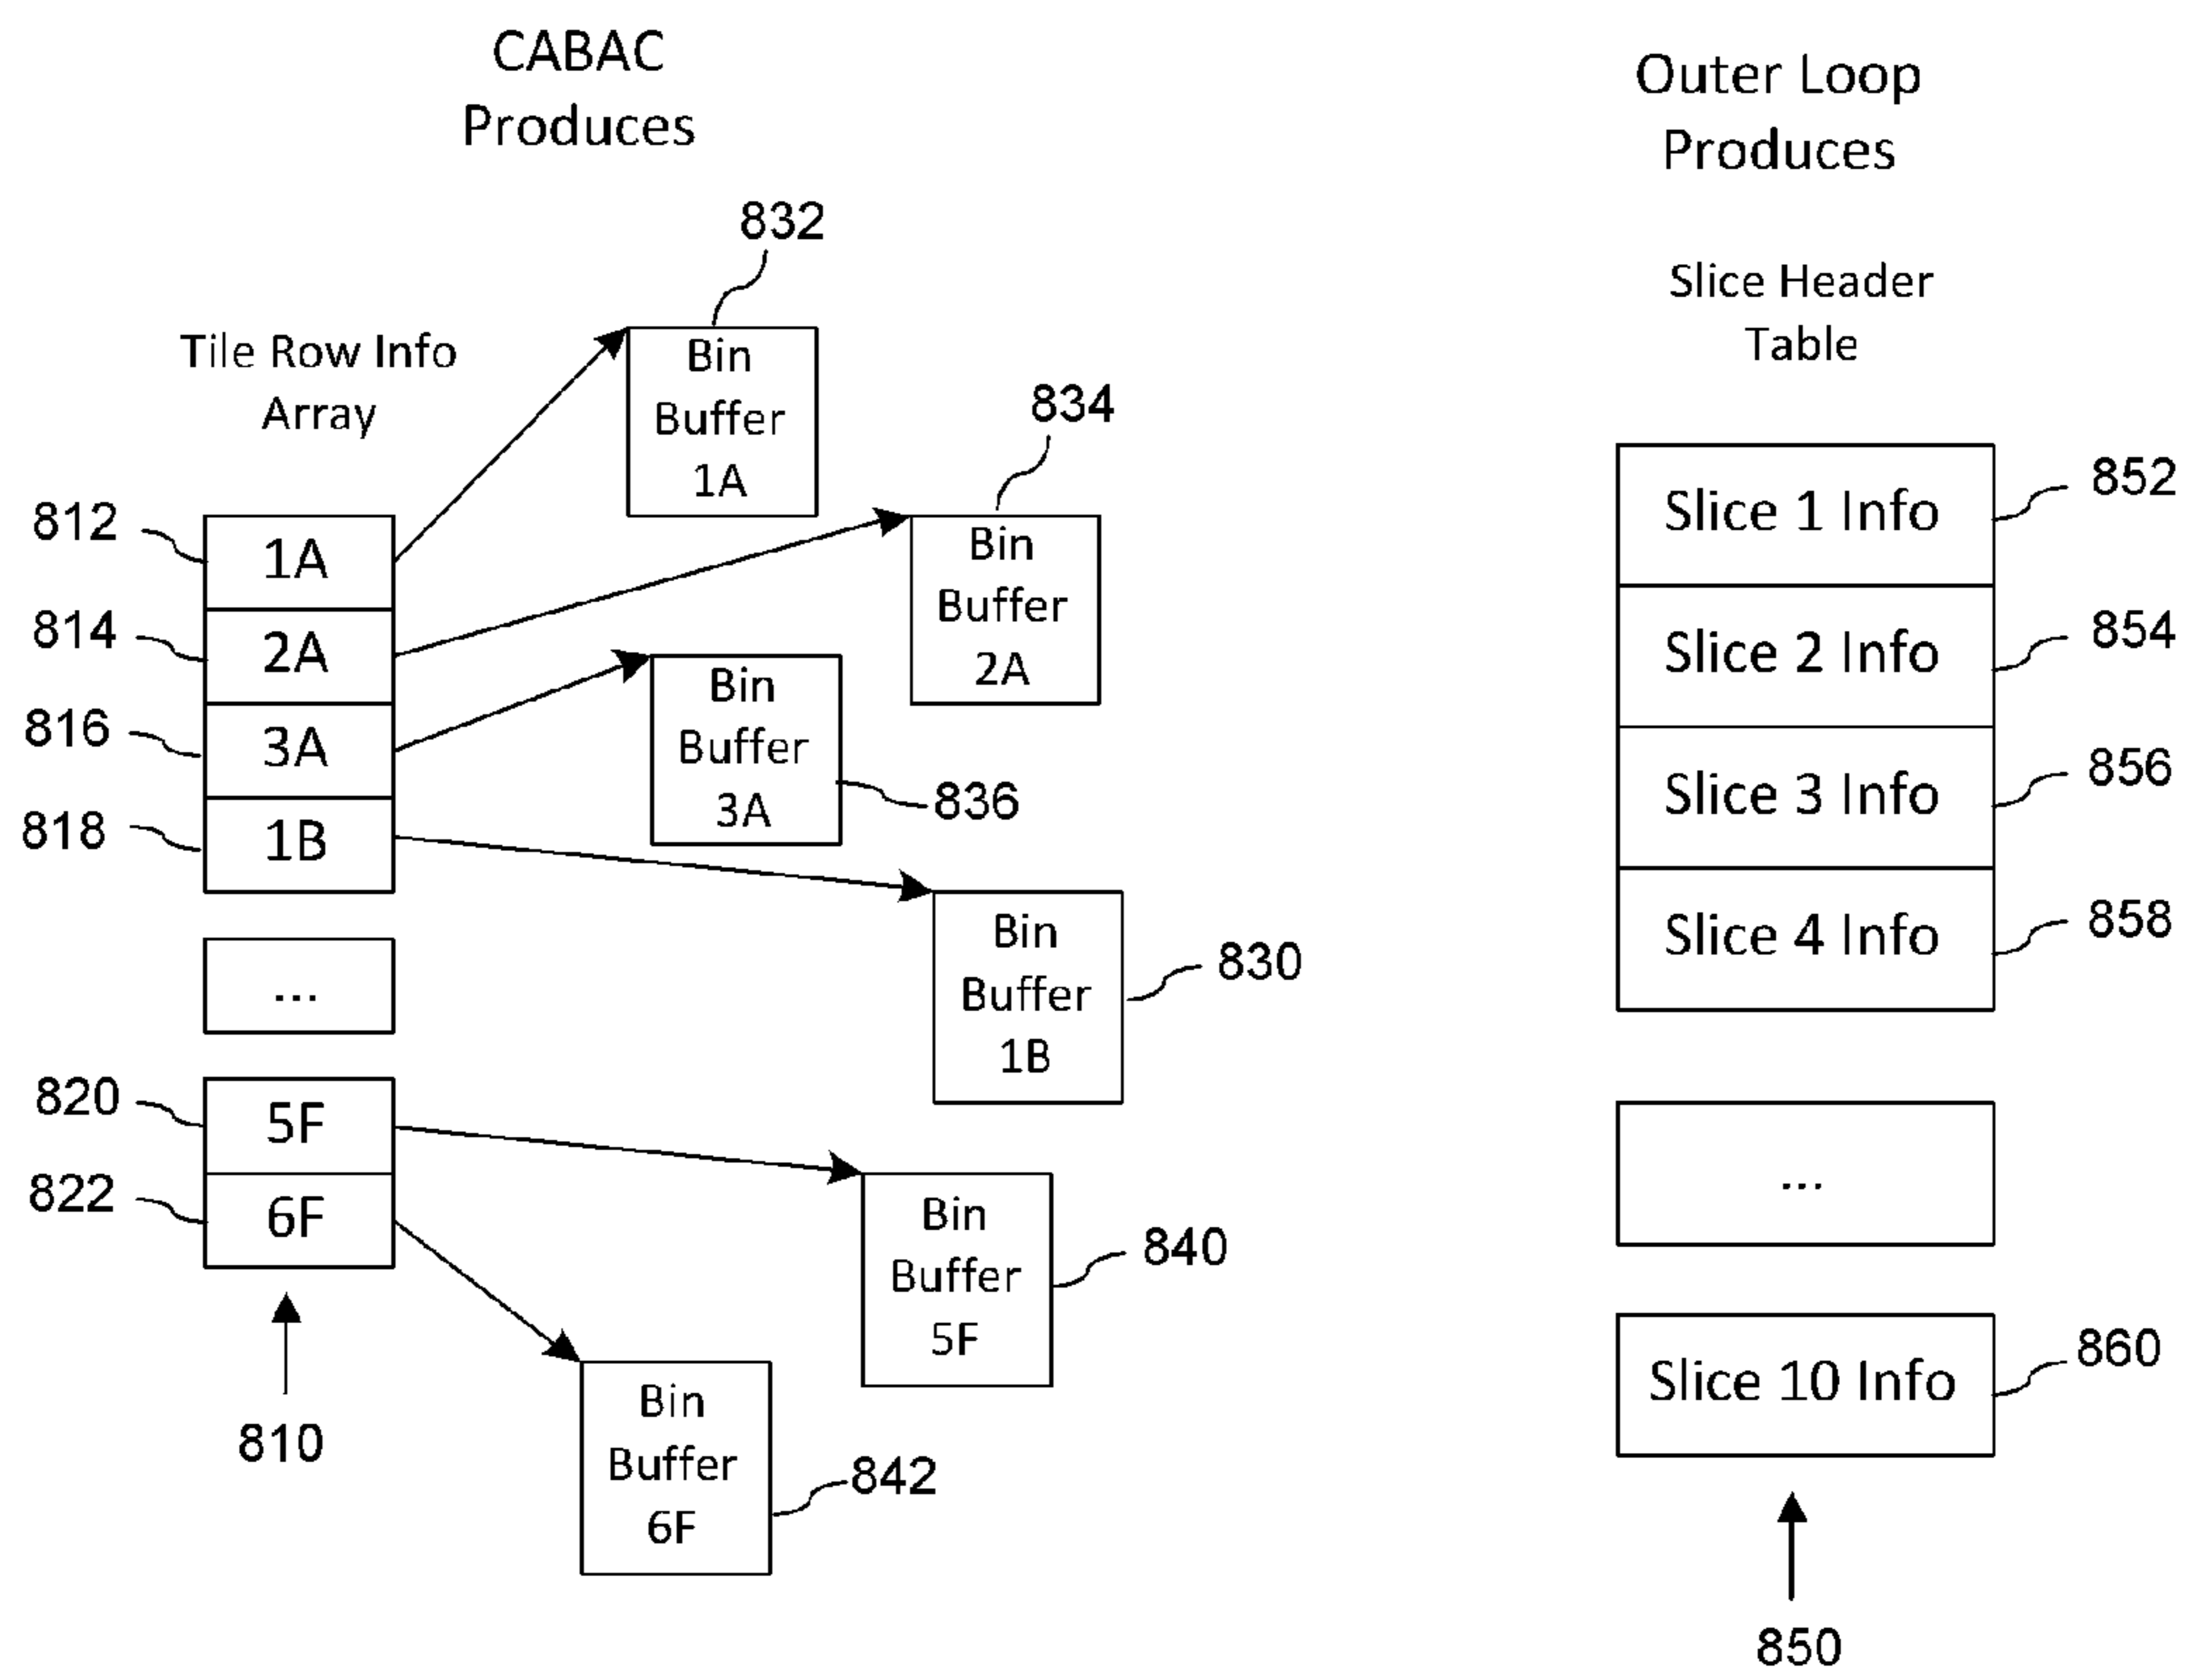 CABAC
Produces
832
Tile Row Info
Array
Bin
Buffer
1A
834
812
1A
Bin
Buffer
2A
814
2A
816
3A
Bin
Buffer
3A
836
818
1B
Bin
Buffer
1B
830
...
820
5F
822
6F
Bin
Buffer
5F
840
810
Bin
Buffer
6F
842
Outer Loop
Produces
Slice Header
Table
Slice 1 Info
852
Slice 2 Info
854
Slice 3 Info
856
Slice 4 Info
858
...
Slice 10 Info
860
850